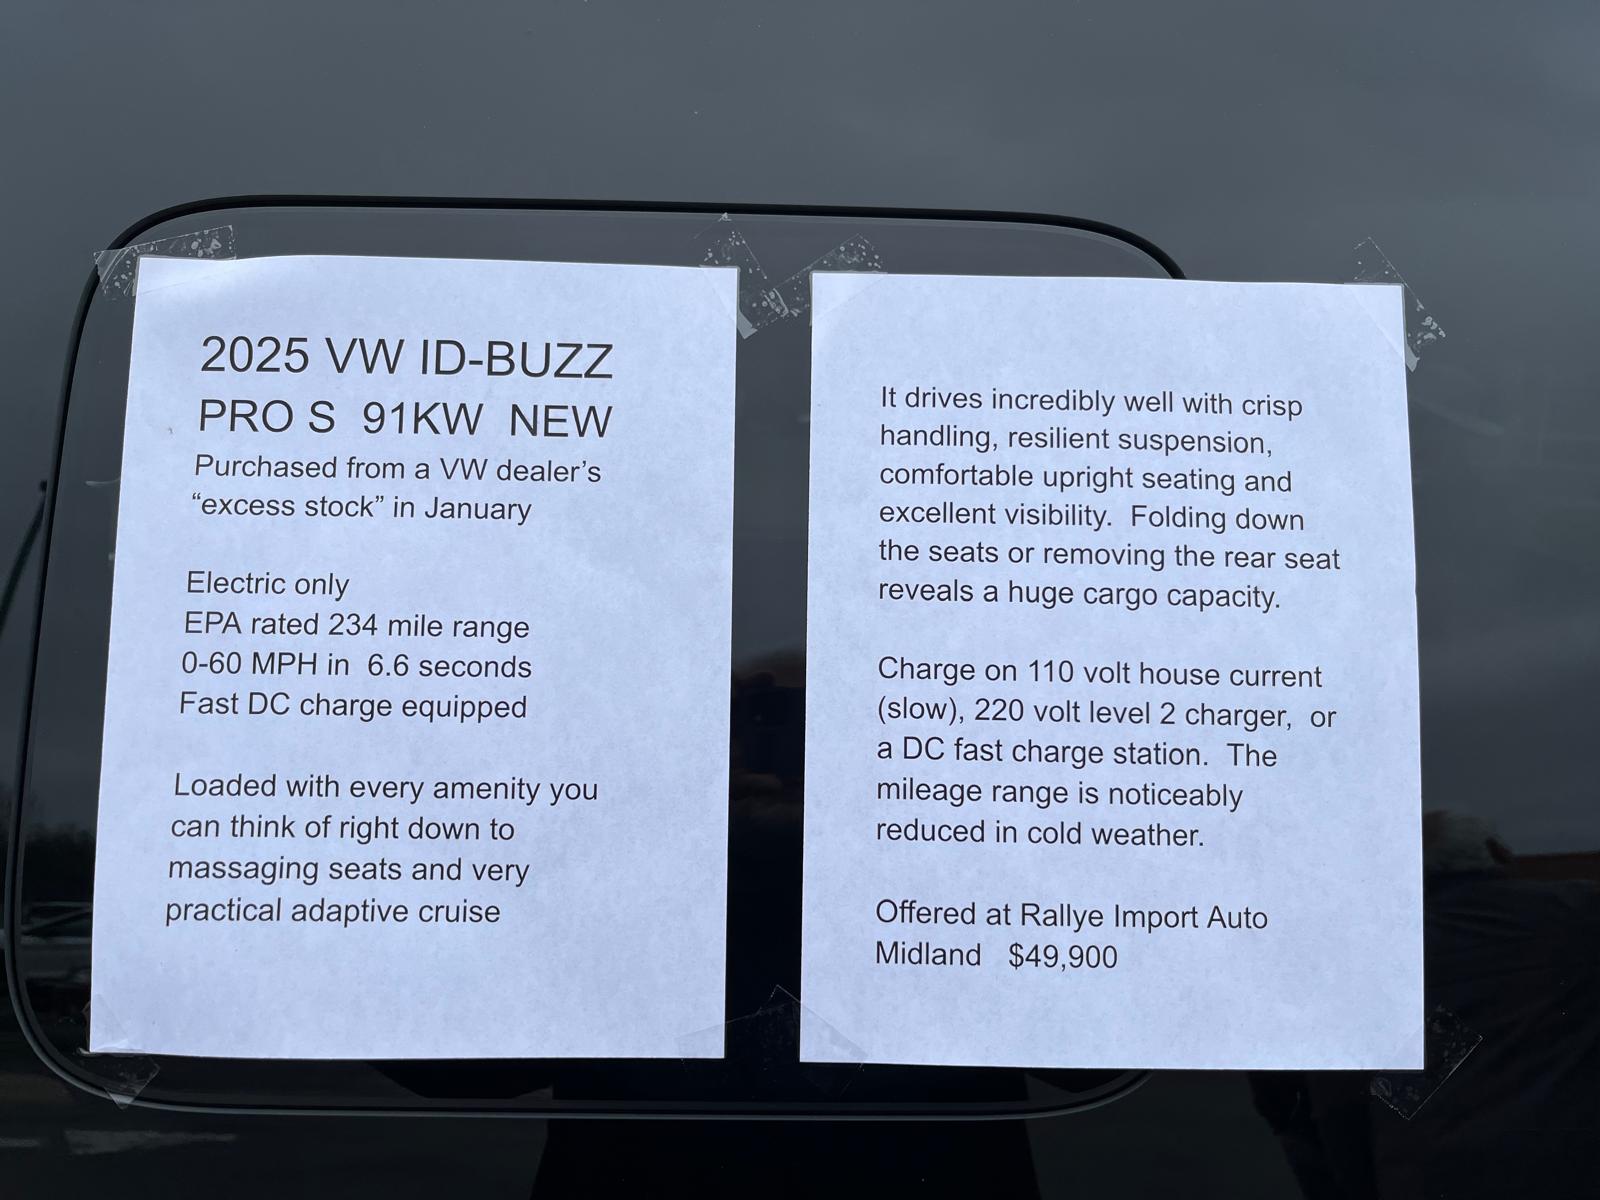 2025 VW ID-BUZZ
PRO S 91KW NEW
Purchased from a VW dealer’s
“excess stock” in January
Electric only
EPA rated 234 mile range
0-60 MPH in 6.6 seconds
Fast DC charge equipped
Loaded with every amenity you
can think of right down to
massaging seats and very
practical adaptive cruise
It drives incredibly well with crisp
handling, resilient suspension,
comfortable upright seating and
excellent visibility. Folding down
the seats or removing the rear seat
reveals a huge cargo capacity.
Charge on 110 volt house current
(slow), 220 volt level 2 charger, or
a DC fast charge station. The
mileage range is noticeably
reduced in cold weather.
Offered at Rallye Import Auto
Midland $49,900